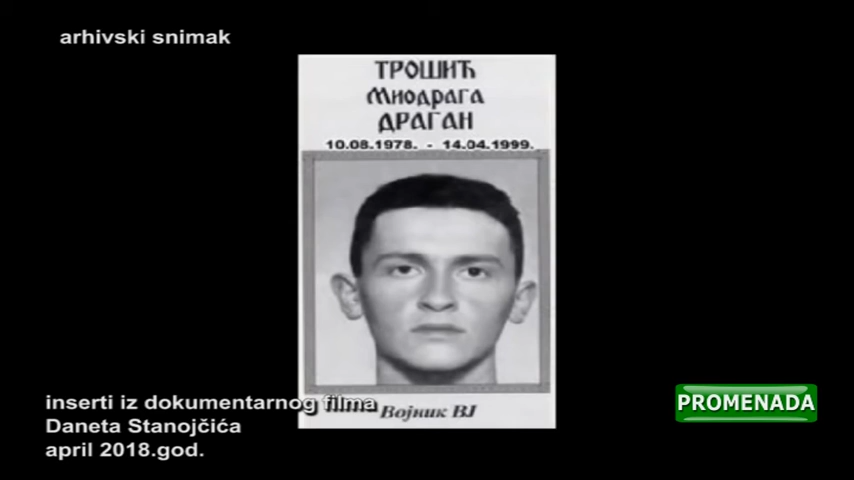 arhivski snimak
ТРОШИЋ
Миодрага
ДРАГАН
10.08.1978. - 14.04.1999.
inserti iz dokumentarnog filma
Војник ВЈ
Daneta Stanojčića
april 2018.god.
PROMENADA